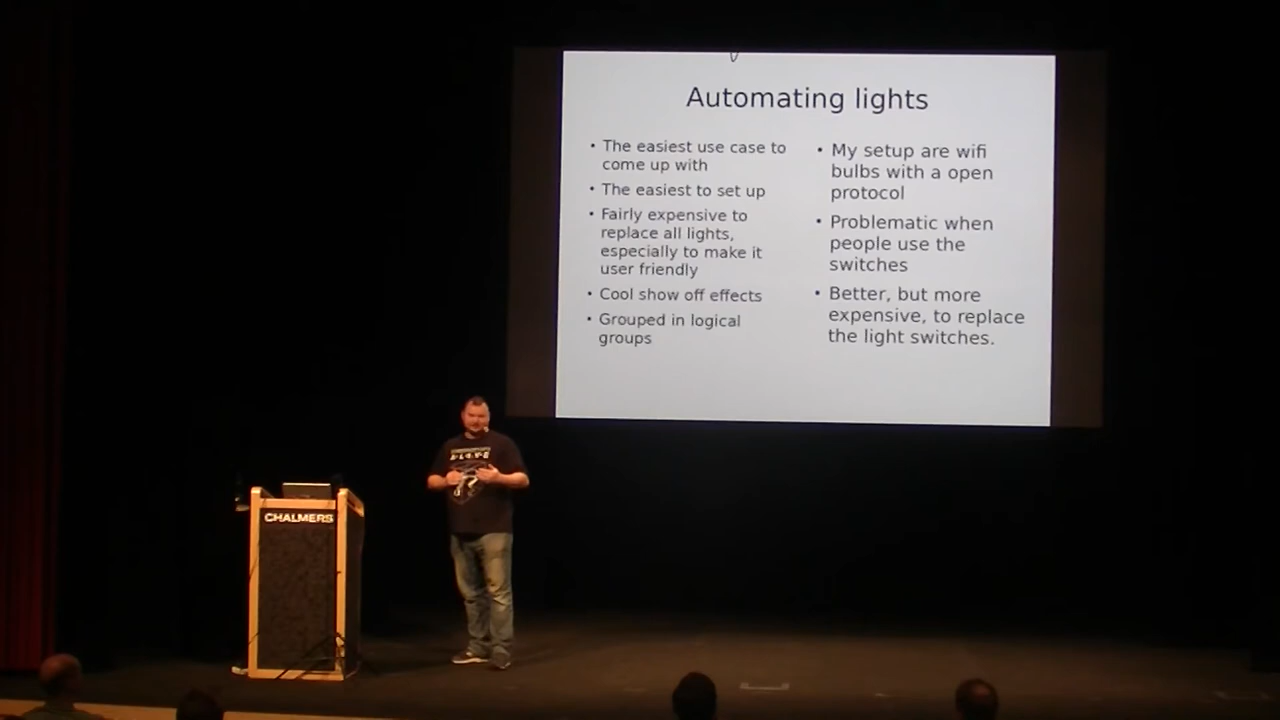 Automating lights
• The easiest use case to
come up with
• The easiest to set up
• Fairly expensive to
replace all lights,
especially to make it
user friendly
• Cool show off effects
• Grouped in logical
groups
• My setup are wifi
bulbs with a open
protocol
• Problematic when
people use the
switches
• Better, but more
expensive, to replace
the light switches.
CHALMERS